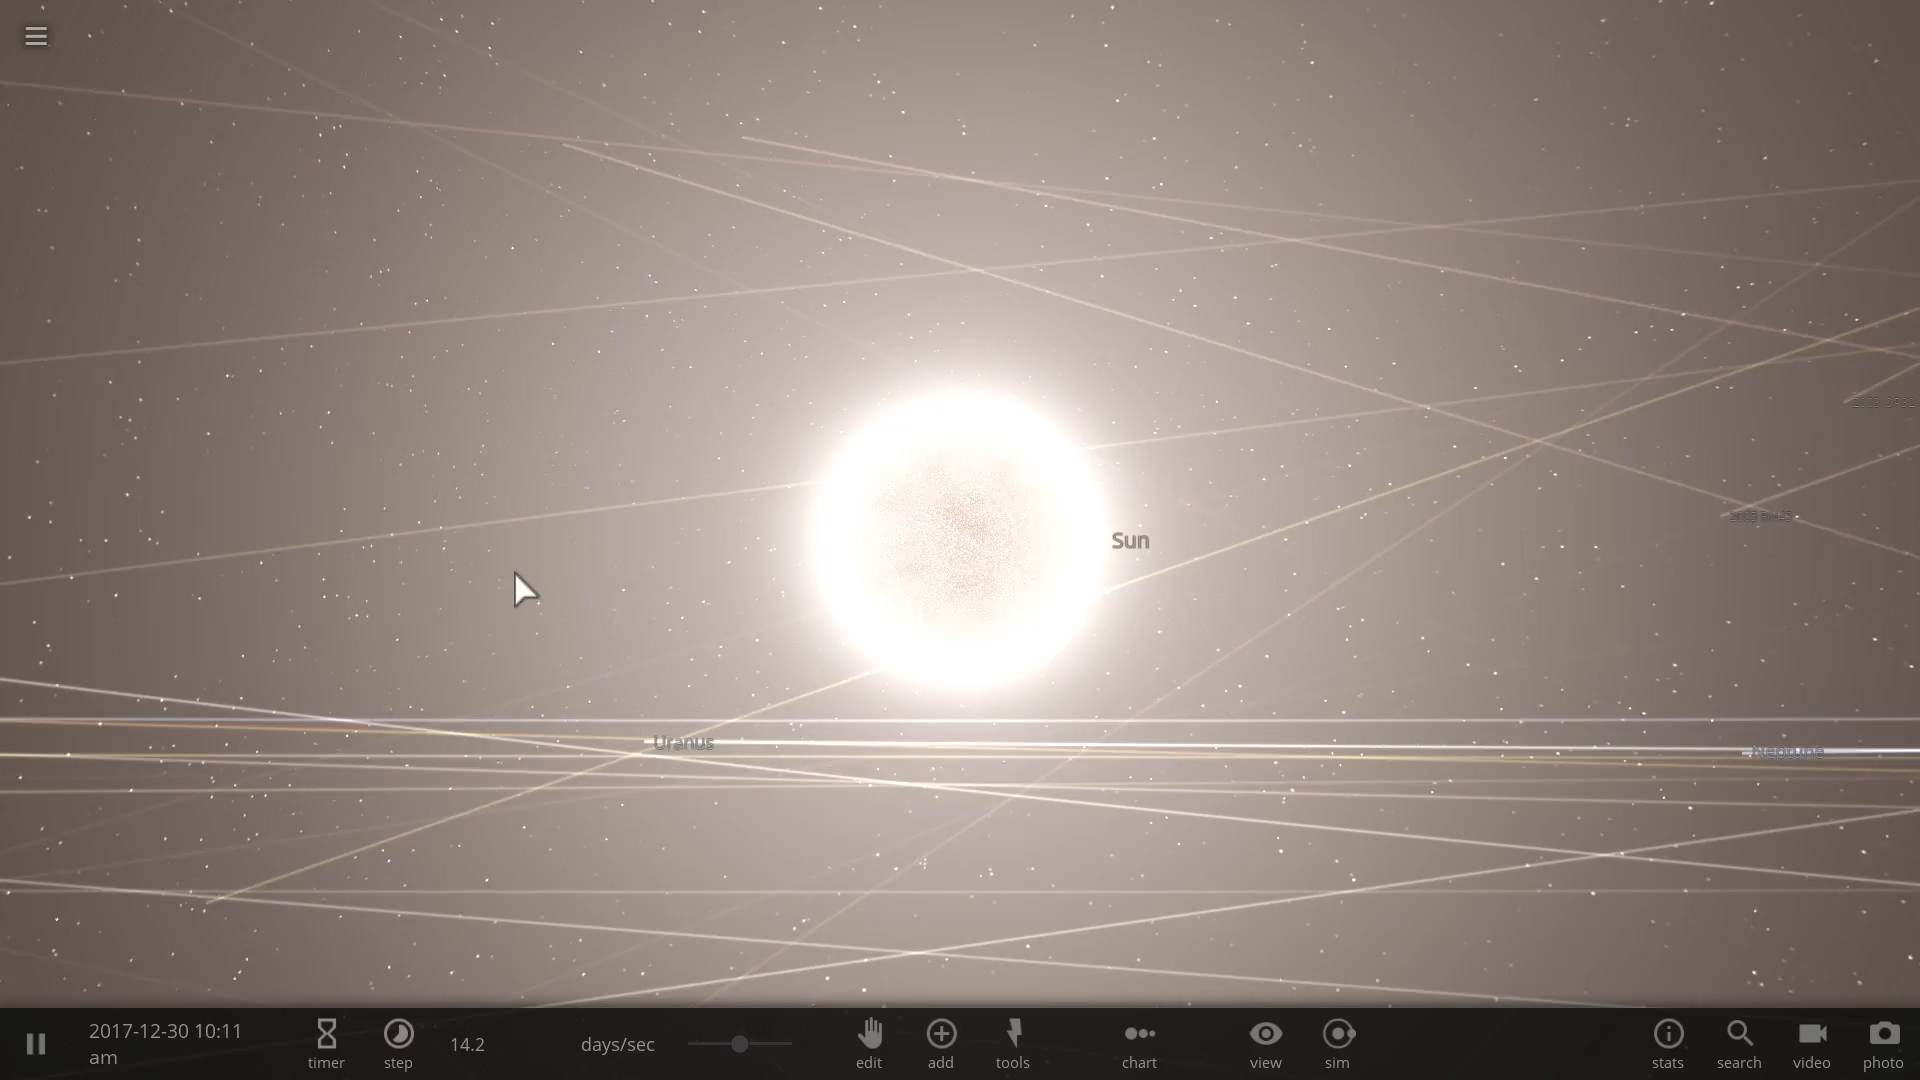 Sun
Uranus
Neptune
2017-12-30 10:11
am
timer
step
14.2
days/sec
edit
add
tools
chart
view
sim
stats
search
video
photo